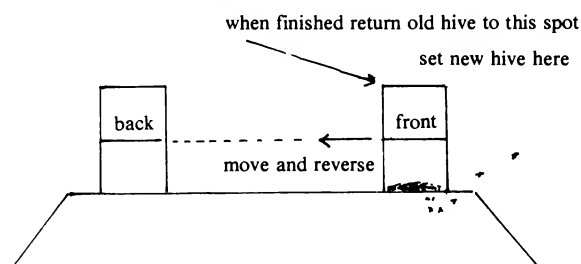 when finished return old hive to this spot
set new hive here
back
front
move and reverse